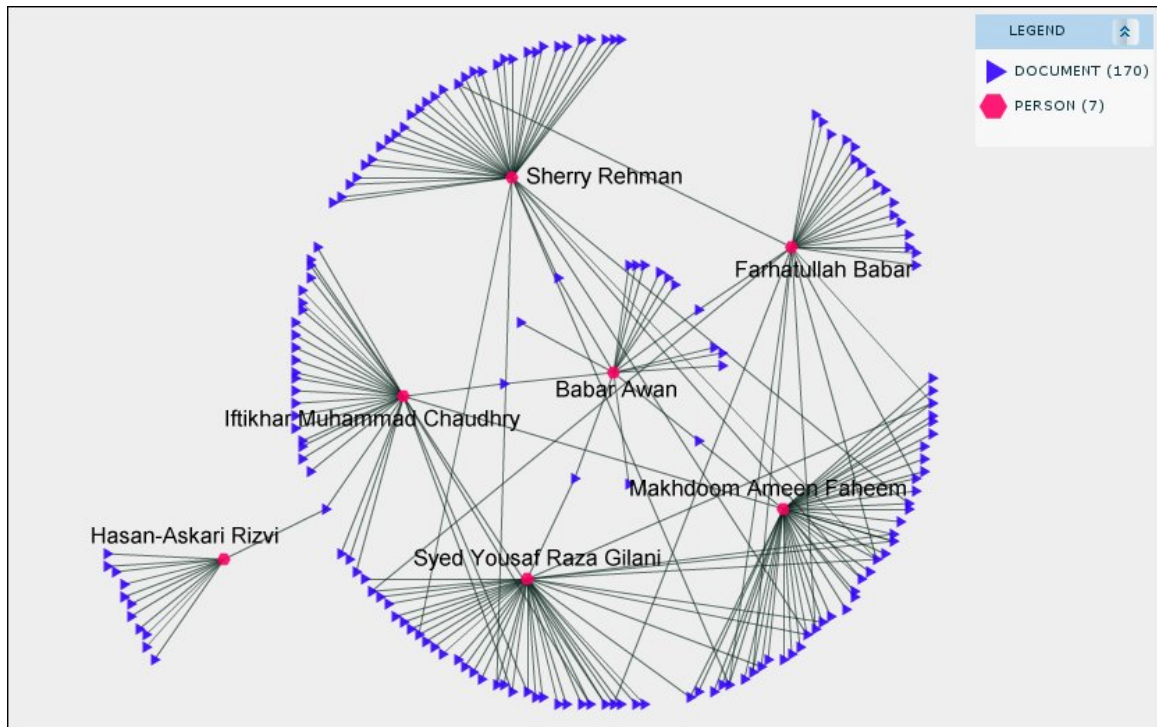 LEGEND
DOCUMENT (170)
PERSON (7)
Sherry Rehman
Farhatullah Babar
Babar Awan
Iftikhar Muhammad Chaudhry
Makhdoom Ameen Faheem
Hasan-Askari Rizvi
Syed Yousaf Raza Gilani